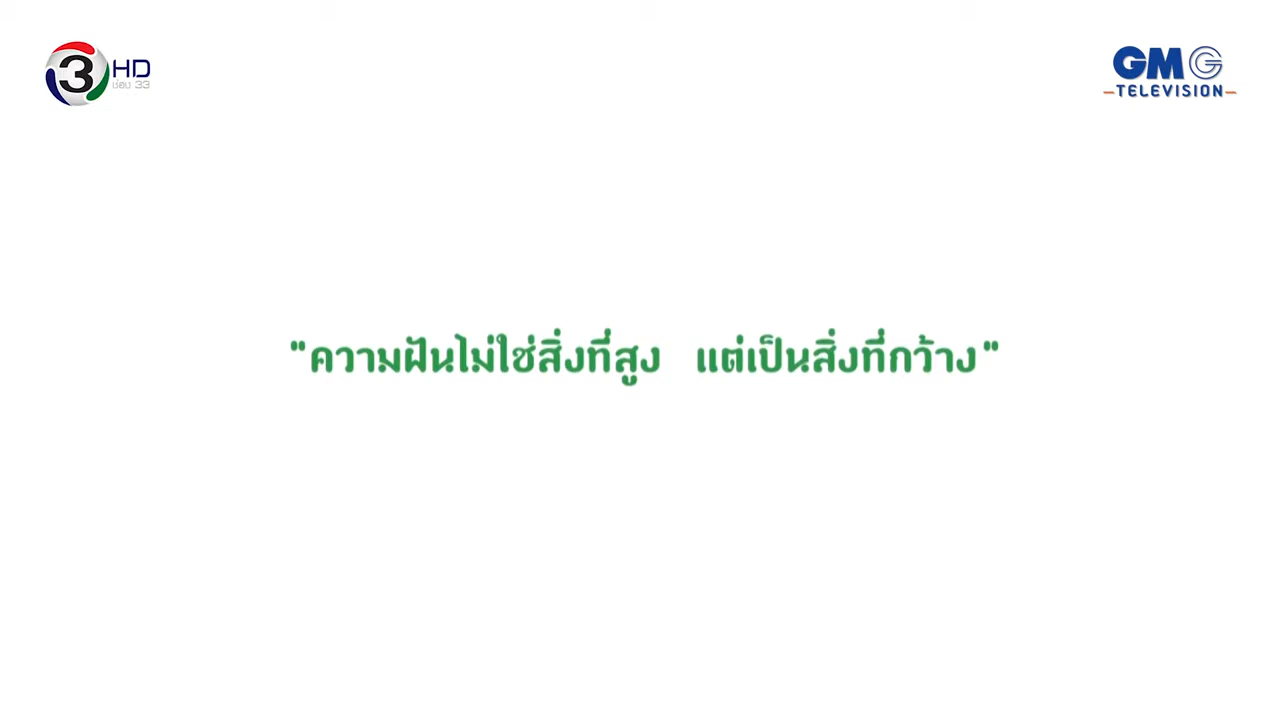 3 HD
ช่อง 33
GMG
TELEVISION
"ความฝันไม่ใช่สิ่งที่สูง แต่เป็นสิ่งที่กว้าง"